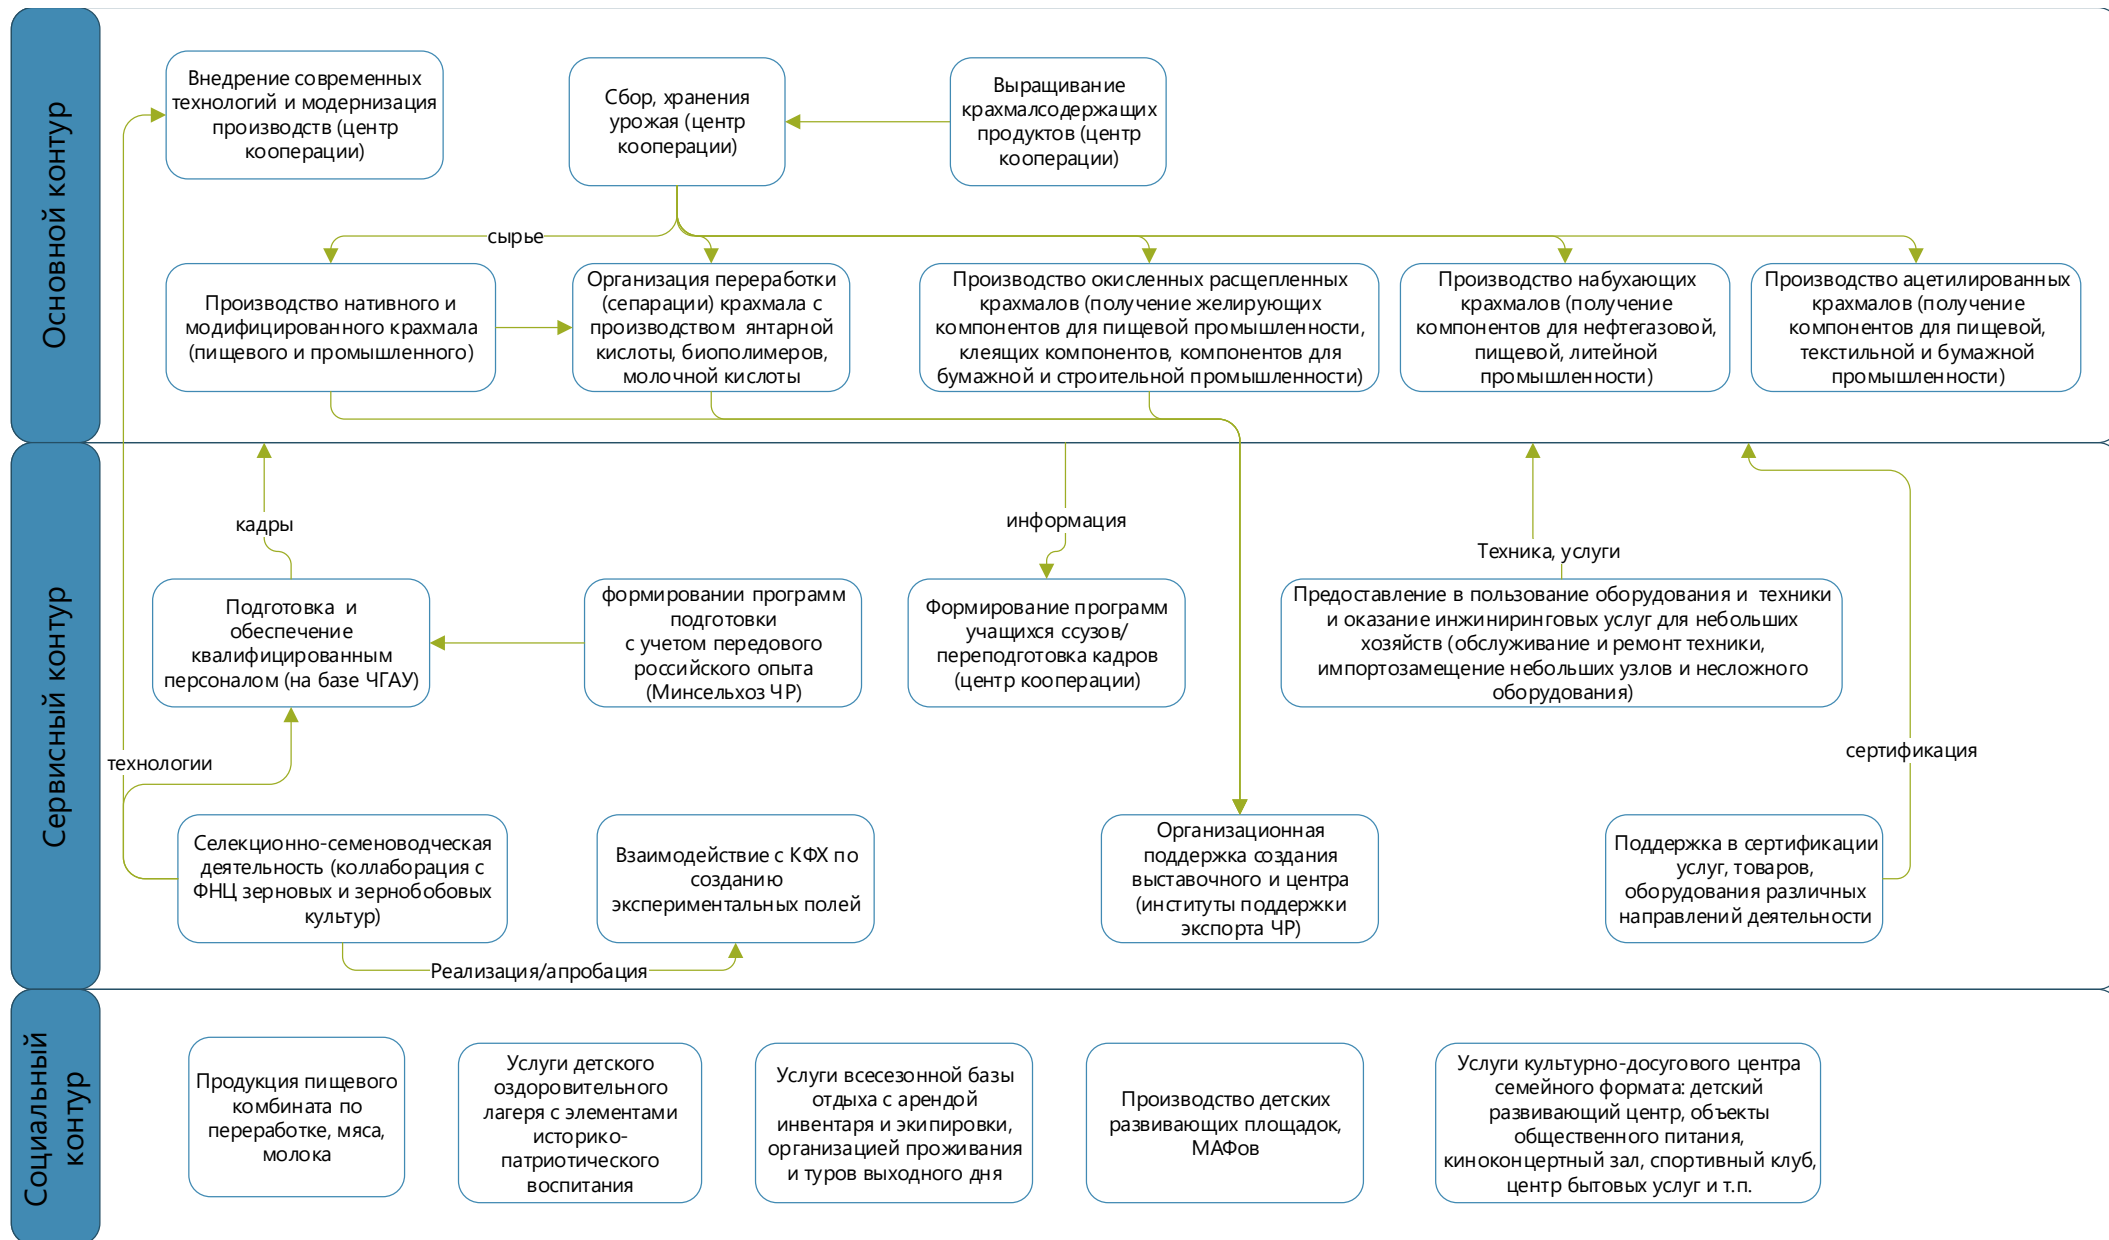 Основной контур
Внедрение современных
технологий и модернизация
производств (центр
кооперации)
Сбор, хранения
урожая (центр
кооперации)
Выращивание
крахмалсодержащих
продуктов (центр
кооперации)
сырье
Производство нативного и
модифицированного крахмала
(пищевого и промышленного)
Организация переработки
(сепарации) крахмала с
производством янтарной
кислоты, биополимеров,
молочной кислоты
Производство окисленных расщепленных
крахмалов (получение желирующих
компонентов для пищевой промышленности,
клеящих компонентов, компонентов для
бумажной и строительной промышленности)
Производство набухающих
крахмалов (получение
компонентов для нефтегазовой,
пищевой, литейной
промышленности)
Производство ацетилированных
крахмалов (получение
компонентов для пищевой,
текстильной и бумажной
промышленности)
Сервисный контур
кадры
информация
Техника, услуги
Подготовка и
обеспечение
квалифицированным
персоналом (на базе ЧГАУ)
формировании программ
подготовки
с учетом передового
российского опыта
(Минсельхоз ЧР)
Формирование программ
учащихся ссузов/
переподготовка кадров
(центр кооперации)
Предоставление в пользование оборудования и техники
и оказание инжиниринговых услуг для небольших
хозяйств (обслуживание и ремонт техники,
импортозамещение небольших узлов и несложного
оборудования)
технологии
сертификация
Селекционно-семеноводческая
деятельность (коллаборация с
ФНЦ зерновых и зернобобовых
культур)
Взаимодействие с КФХ по
созданию
экспериментальных полей
Организационная
поддержка создания
выставочного и центра
(институты поддержки
экспорта ЧР)
Поддержка в сертификации
услуг, товаров,
оборудования различных
направлений деятельности
Реализация/апробация
Социальный
контур
Продукция пищевого
комбината по
переработке, мяса,
молока
Услуги детского
оздоровительного
лагеря с элементами
историко-
патриотического
воспитания
Услуги всесезонной базы
отдыха с арендой
инвентаря и экипировки,
организацией проживания
и туров выходного дня
Производство детских
развивающих площадок,
МАФов
Услуги культурно-досугового центра
семейного формата: детский
развивающий центр, объекты
общественного питания,
киноконцертный зал, спортивный клуб,
центр бытовых услуг и т.п.